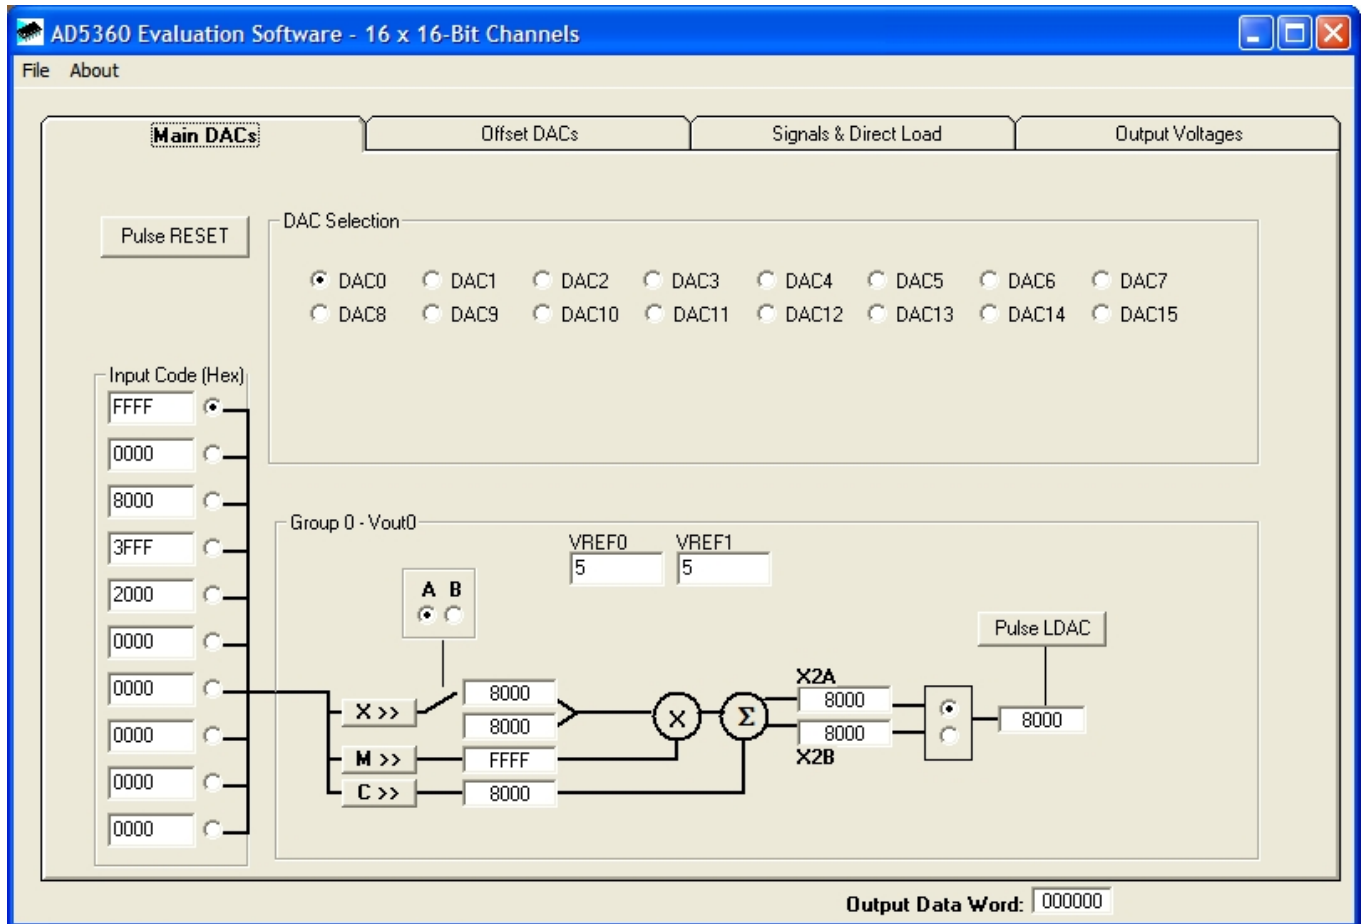 AD5360 Evaluation Software - 16 x 16-Bit Channels
File About
Main DACs Offset DACs Signals & Direct Load Output Voltages
Pulse RESET
DAC Selection
DAC0 DAC1 DAC2 DAC3 DAC4 DAC5 DAC6 DAC7
DAC8 DAC9 DAC10 DAC11 DAC12 DAC13 DAC14 DAC15
Input Code (Hex)
FFFF
0000
8000
3FFF
2000
0000
0000
0000
0000
0000
Group 0 - Vout0
VREF0 VREF1
5 5
A B
Pulse LDAC
X >>
8000
8000
M >>
FFFF
C >>
8000
X
Σ
X2A
8000
8000
X2B
8000
Output Data Word: 000000